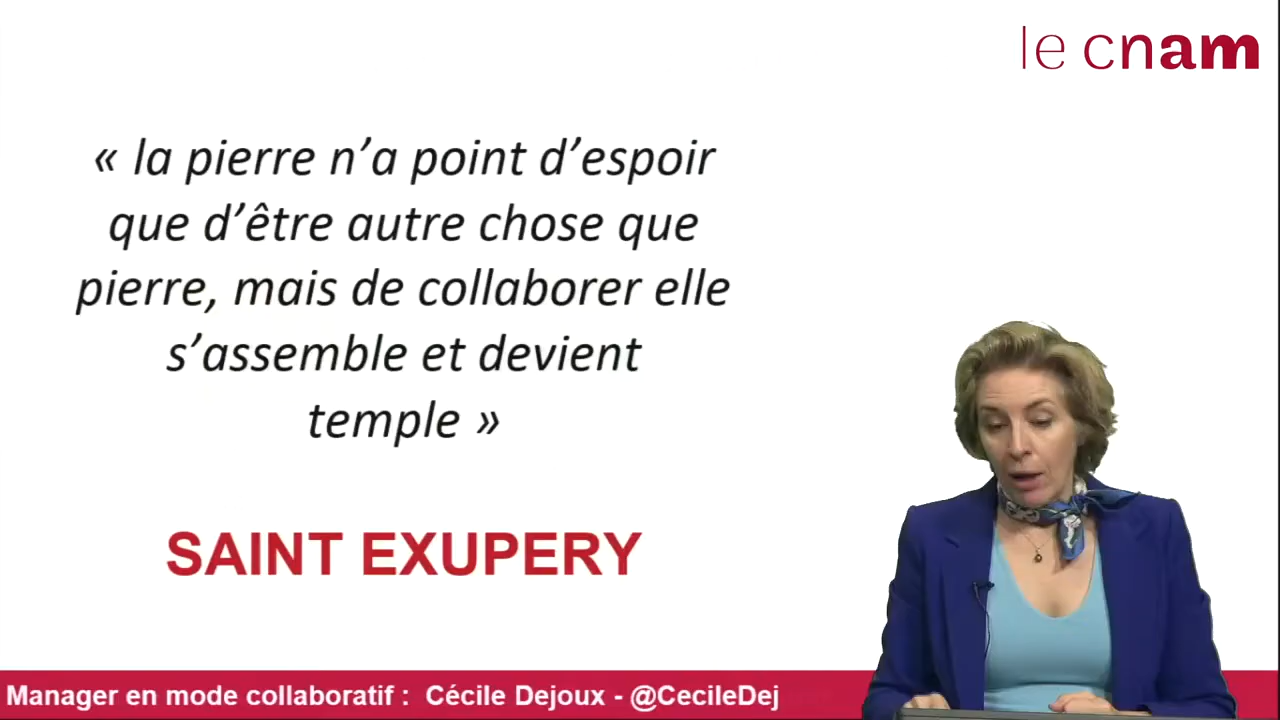 le cnam
« la pierre n’a point d’espoir
que d’être autre chose que
pierre, mais de collaborer elle
s’assemble et devient
temple »
SAINT EXUPERY
Manager en mode collaboratif : Cécile Dejoux - @CecileDej